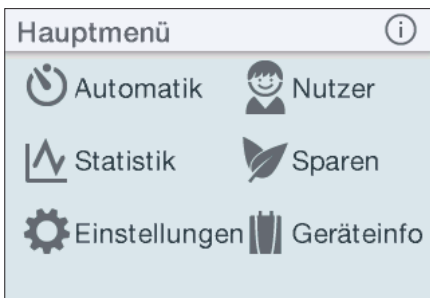 Hauptmenü
Automatik Nutzer
Statistik Sparen
Einstellungen Geräteinfo